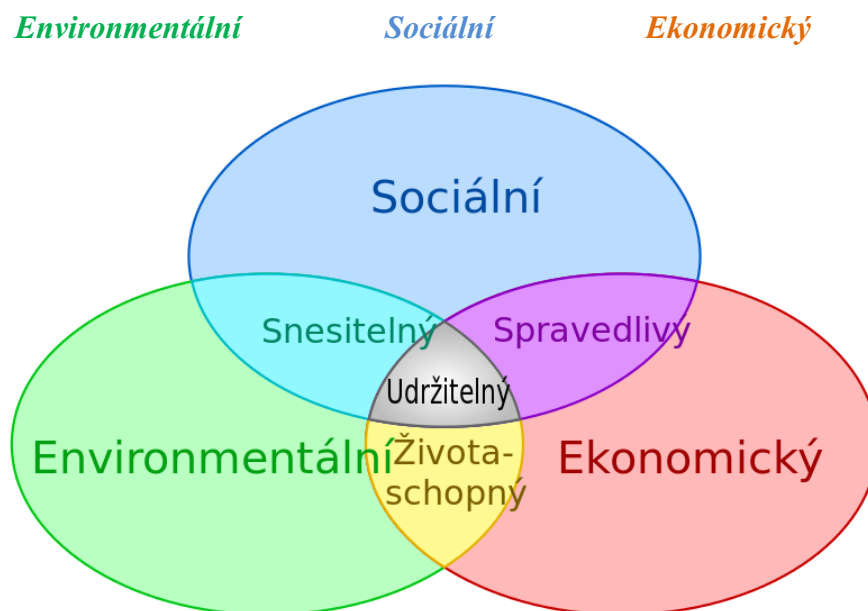 Environmentální Sociální Ekonomický
Sociální
Snesitelný Spravedlivý
Udržitelný
Environmentální Života- Ekonomický
schopný